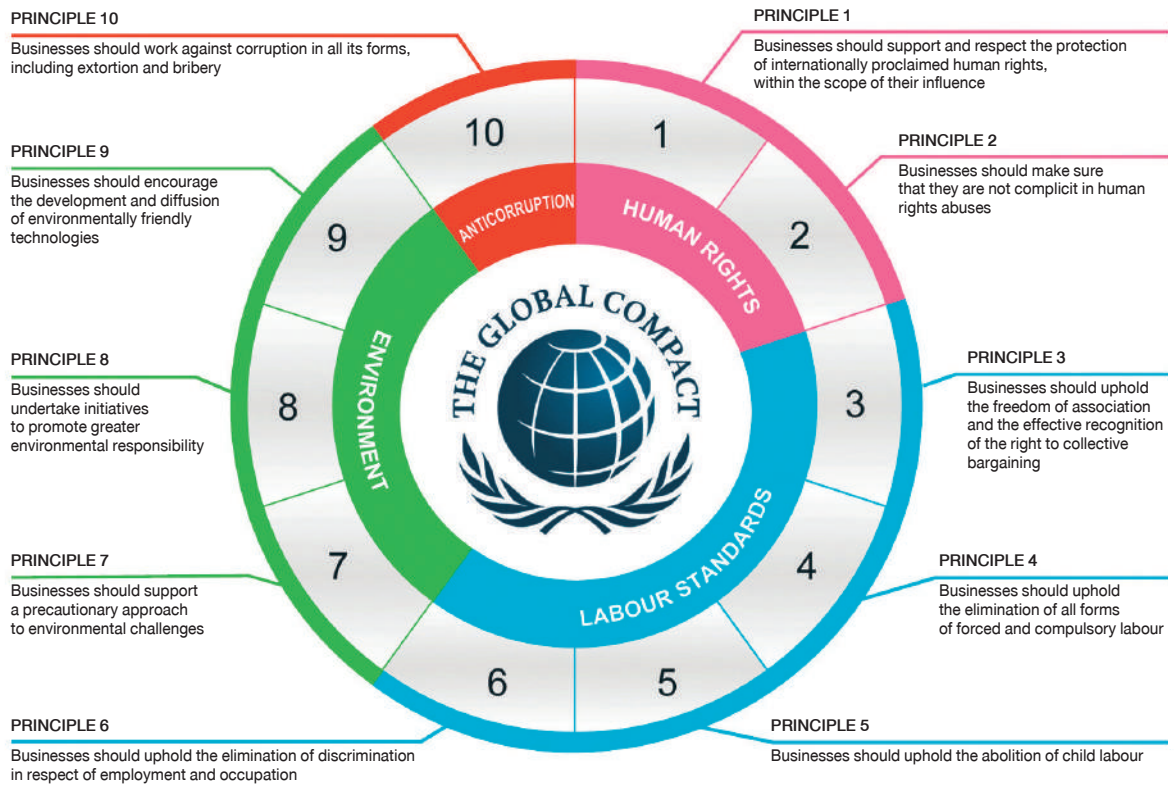 PRINCIPLE 10
Businesses should work against corruption in all its forms,
including extortion and bribery
PRINCIPLE 1
Businesses should support and respect the protection
of internationally proclaimed human rights,
within the scope of their influence
PRINCIPLE 2
Businesses should make sure
that they are not complicit in human
rights abuses
PRINCIPLE 3
Businesses should uphold
the freedom of association
and the effective recognition
of the right to collective
bargaining
PRINCIPLE 4
Businesses should uphold
the elimination of all forms
of forced and compulsory labour
PRINCIPLE 5
Businesses should uphold the abolition of child labour
PRINCIPLE 6
Businesses should uphold the elimination of discrimination
in respect of employment and occupation
PRINCIPLE 7
Businesses should support
a precautionary approach
to environmental challenges
PRINCIPLE 8
Businesses should
undertake initiatives
to promote greater
environmental responsibility
PRINCIPLE 9
Businesses should encourage
the development and diffusion
of environmentally friendly
technologies
10
1
2
3
4
5
6
7
8
9
ANTICORRUPTION
HUMAN RIGHTS
LABOUR STANDARDS
ENVIRONMENT
THE GLOBAL COMPACT